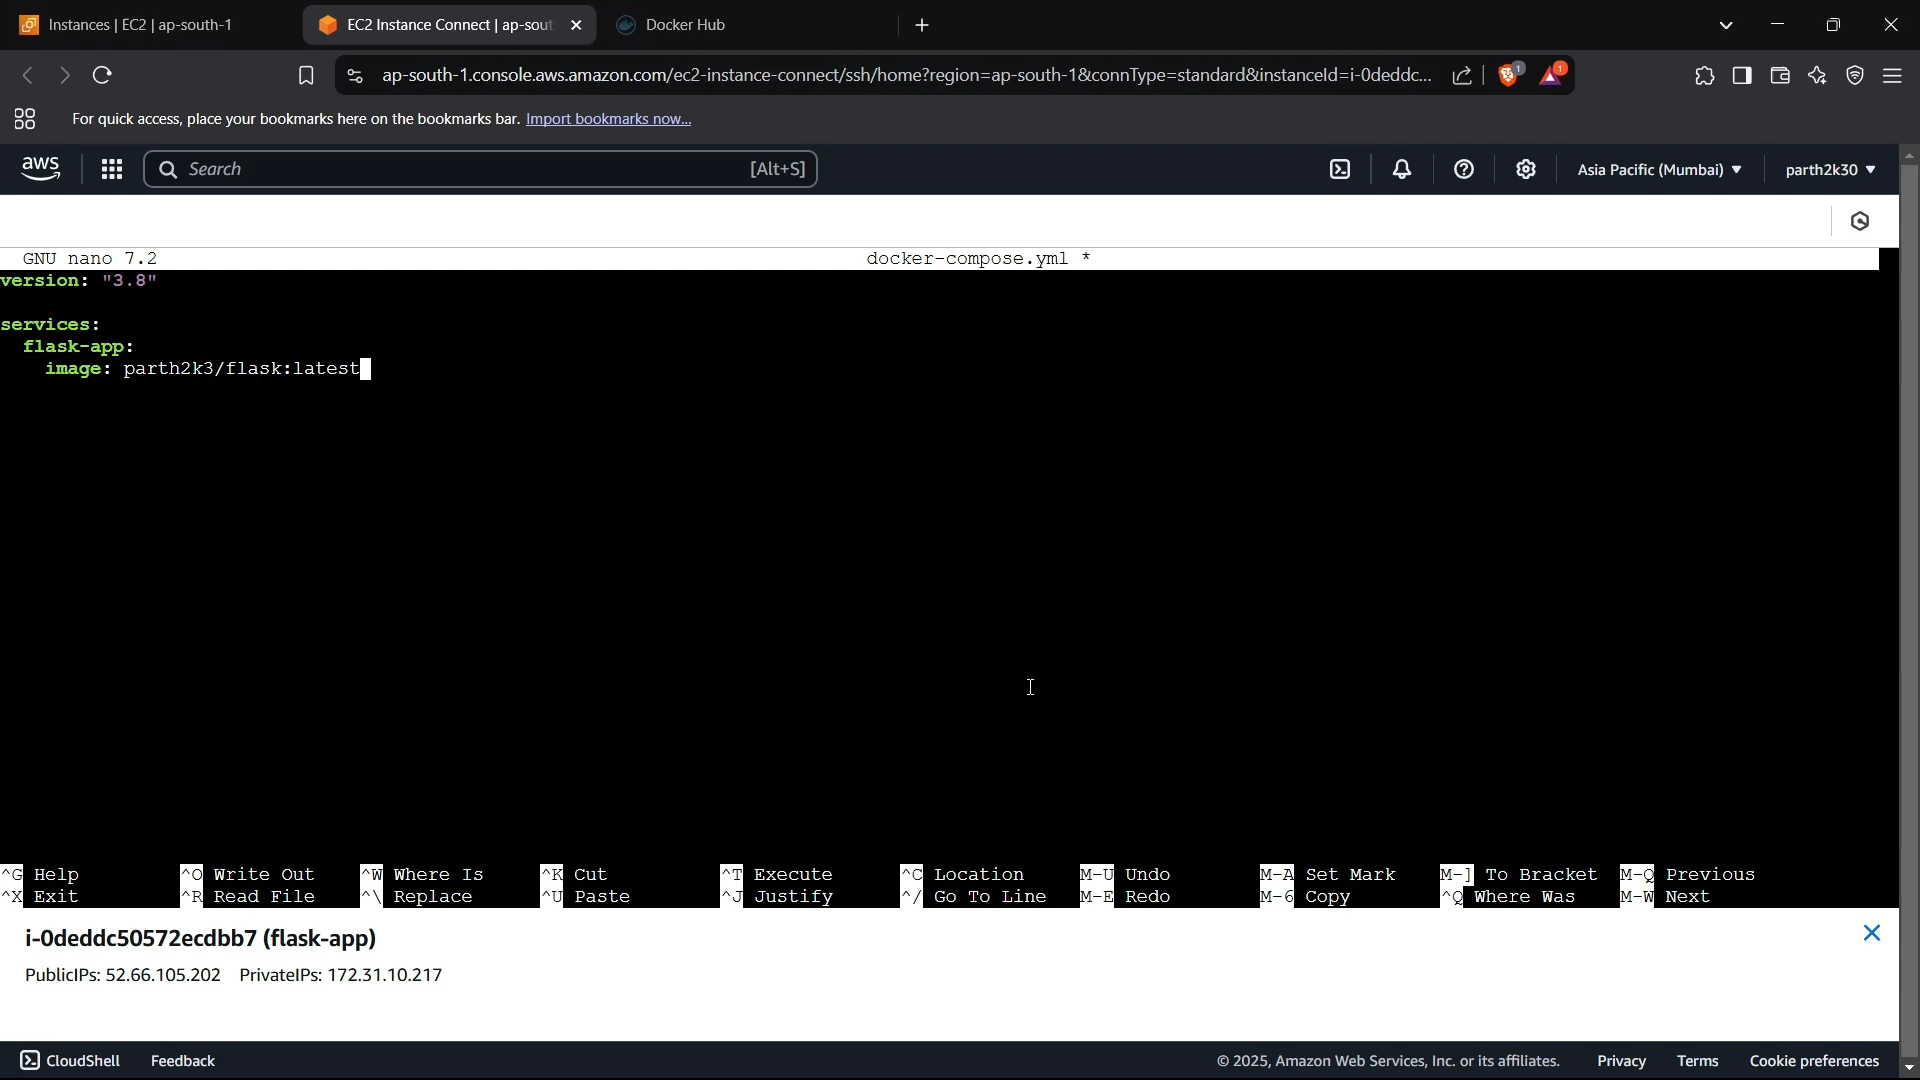 Instances | EC2 | ap-south-1
EC2 Instance Connect | ap-sout
Docker Hub
ap-south-1.console.aws.amazon.com/ec2-instance-connect/ssh/home?region=ap-south-1&connType=standard&instanceId=i-0deddc...
1
1
For quick access, place your bookmarks here on the bookmarks bar. Import bookmarks now...
aws
Search
[Alt+S]
Asia Pacific (Mumbai)
parth2k30
GNU nano 7.2
docker-compose.yml *
version: "3.8"
services:
flask-app:
image: parth2k3/flask:latest
^G Help ^O Write Out ^W Where Is ^K Cut ^T Execute ^C Location M-U Undo M-A Set Mark M-] To Bracket M-Q Previous
^X Exit ^R Read File ^\ Replace ^U Paste ^J Justify ^/ Go To Line M-E Redo M-6 Copy ^Q Where Was M-W Next
i-0deddc50572ecdbb7 (flask-app)
PublicIPs: 52.66.105.202 PrivateIPs: 172.31.10.217
CloudShell
Feedback
© 2025, Amazon Web Services, Inc. or its affiliates.
Privacy
Terms
Cookie preferences